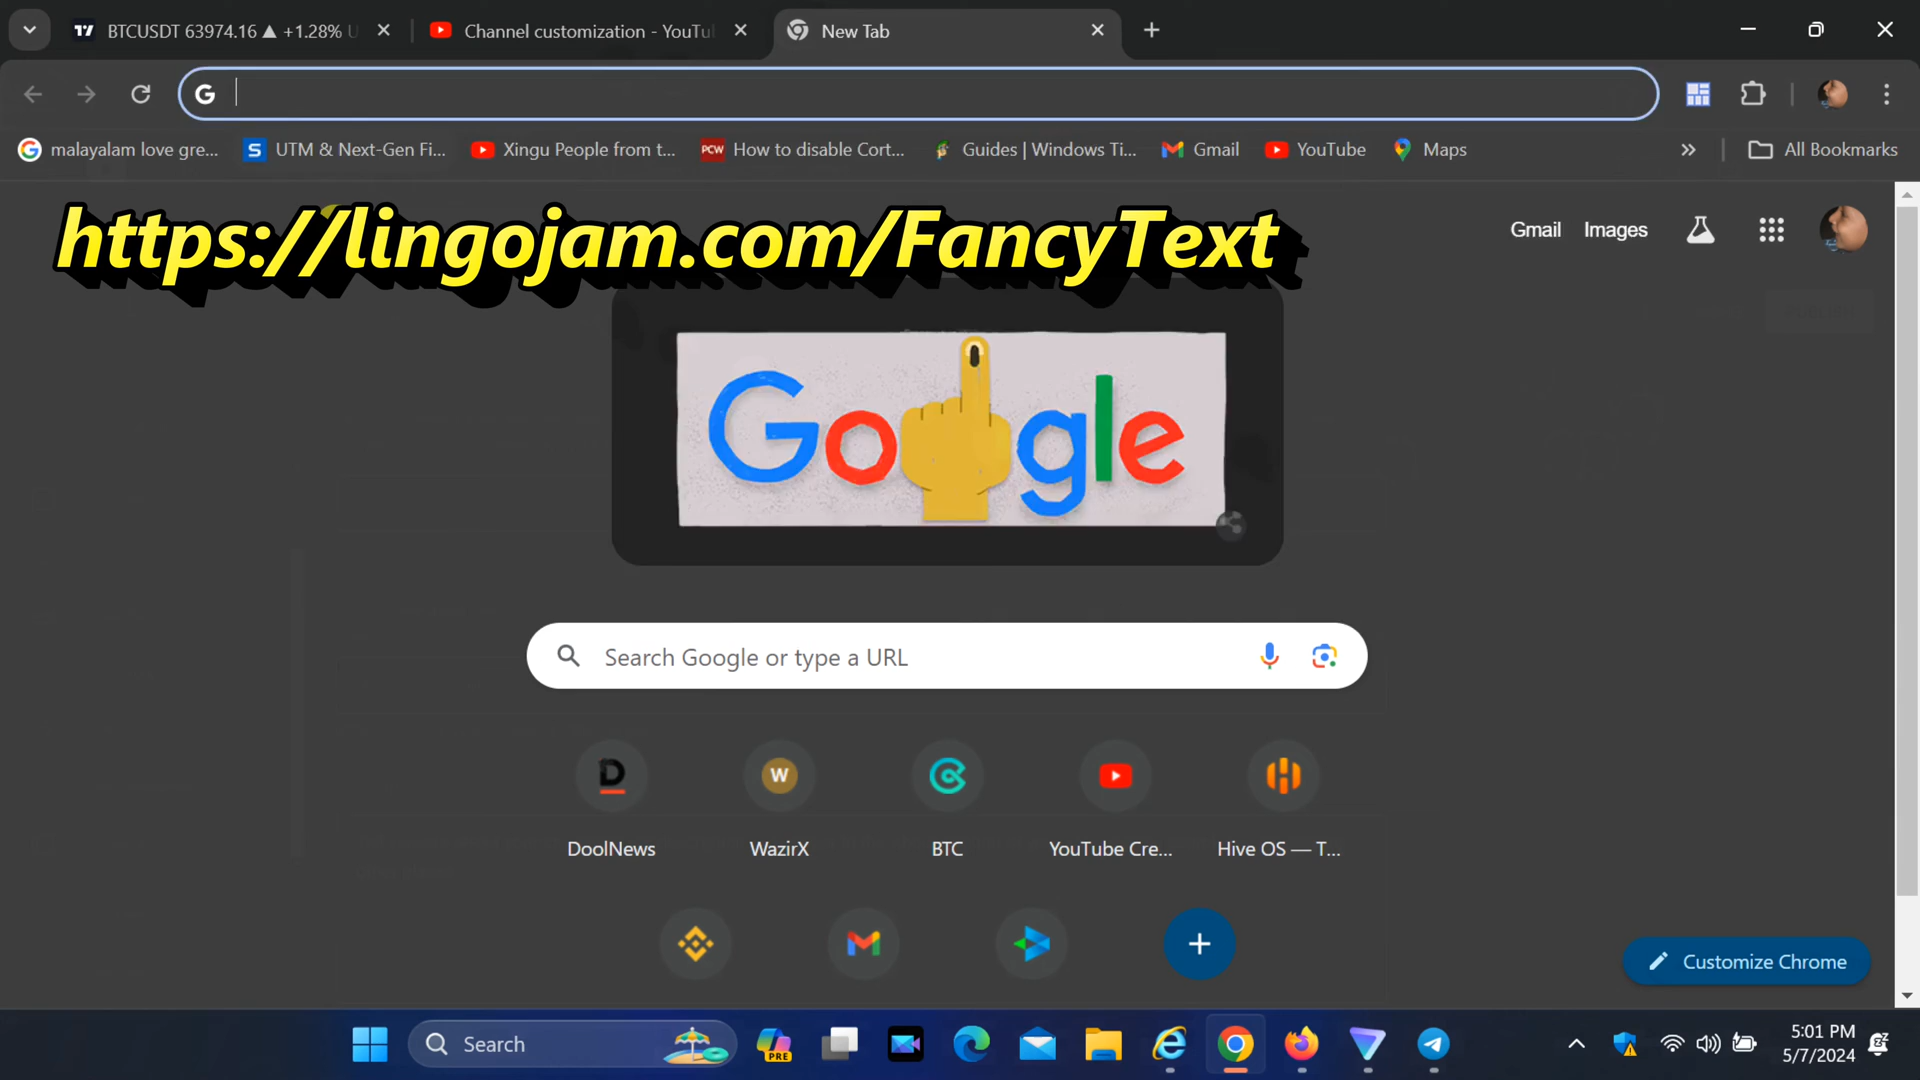 BTCUSDT 63974.16 ▲ +1.28% U
Channel customization - YouTu
New Tab
malayalam love gre...
UTM & Next-Gen Fi...
Xingu People from t...
PCW
How to disable Cort...
Guides | Windows Ti...
Gmail
YouTube
Maps
All Bookmarks
https://lingojam.com/FancyText
Gmail
Images
Google
Search Google or type a URL
W
DoolNews
WazirX
BTC
YouTube Cre...
Hive OS — T...
Customize Chrome
Search
PRE
5:01 PM
5/7/2024